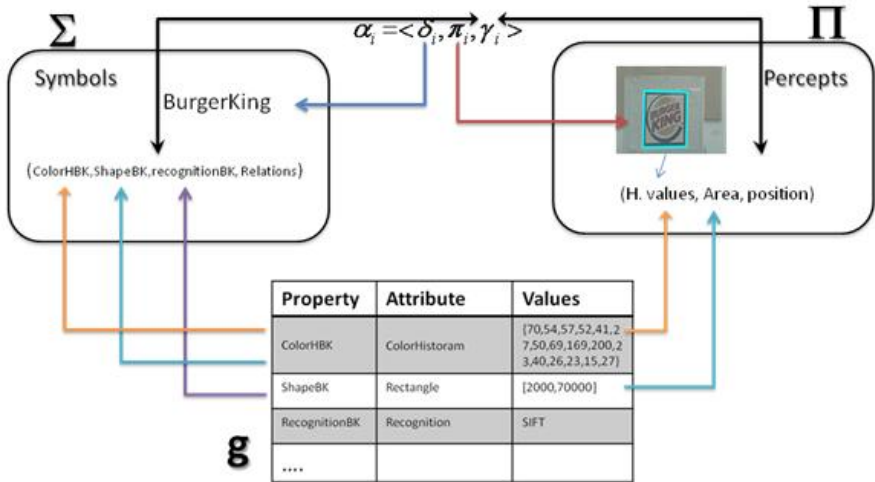 Σ
α_i =<δ_i, π_i, γ_i>
Π
Symbols
BurgerKing
(ColorHBK,ShapeBK,recognitionBK, Relations)
Percepts
BURGER
KING
(H. values, Area, position)
Property Attribute Values
ColorHBK ColorHistoram {70,54,57,52,41,2
7,50,69,169,200,2
3,40,26,23,15,27}
ShapeBK Rectangle [2000,70000]
RecognitionBK Recognition SIFT
....
g